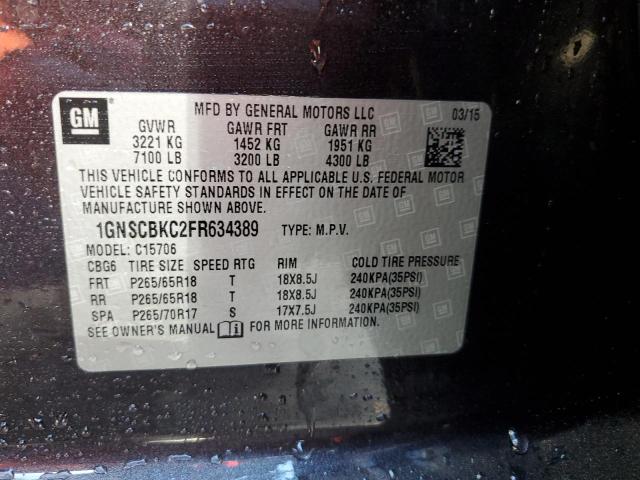 GM
MFD BY GENERAL MOTORS LLC 03/15
GVWR GAWR FRT GAWR RR
3221 KG 1452 KG 1951 KG
7100 LB 3200 LB 4300 LB
THIS VEHICLE CONFORMS TO ALL APPLICABLE U.S. FEDERAL MOTOR
VEHICLE SAFETY STANDARDS IN EFFECT ON THE DATE OF
MANUFACTURE SHOWN ABOVE.
1GNSCBKC2FR634389 TYPE: M.P.V.
MODEL: C15706
CBG6 TIRE SIZE SPEED RTG RIM COLD TIRE PRESSURE
FRT P265/65R18 T 18X8.5J 240KPA(35PSI)
RR P265/65R18 T 18X8.5J 240KPA(35PSI)
SPA P265/70R17 S 17X7.5J 240KPA(35PSI)
SEE OWNER'S MANUAL FOR MORE INFORMATION.